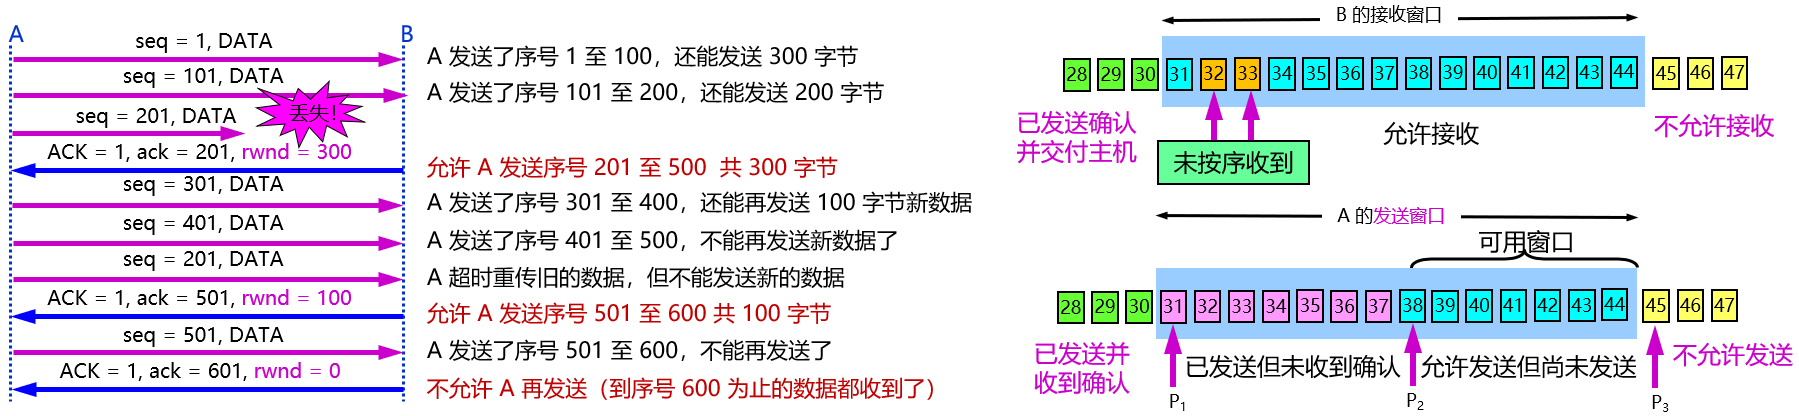 A
B
seq = 1, DATA
A 发送了序号 1 至 100，还能发送 300 字节
seq = 101, DATA
A 发送了序号 101 至 200，还能发送 200 字节
seq = 201, DATA
丢失!
ACK = 1, ack = 201, rwnd = 300
允许 A 发送序号 201 至 500 共 300 字节
seq = 301, DATA
A 发送了序号 301 至 400，还能再发送 100 字节新数据
seq = 401, DATA
A 发送了序号 401 至 500，不能再发送新数据了
seq = 201, DATA
A 超时重传旧的数据，但不能发送新的数据
ACK = 1, ack = 501, rwnd = 100
允许 A 发送序号 501 至 600 共 100 字节
seq = 501, DATA
A 发送了序号 501 至 600，不能再发送了
ACK = 1, ack = 601, rwnd = 0
不允许 A 再发送（到序号 600 为止的数据都收到了）
B 的接收窗口
28 29 30 31 32 33 34 35 36 37 38 39 40 41 42 43 44 45 46 47
已发送确认
并交付主机
允许接收
不允许接收
未按序收到
A 的发送窗口
可用窗口
28 29 30 31 32 33 34 35 36 37 38 39 40 41 42 43 44 45 46 47
已发送并
收到确认
已发送但未收到确认
允许发送但尚未发送
不允许发送
P1
P2
P3